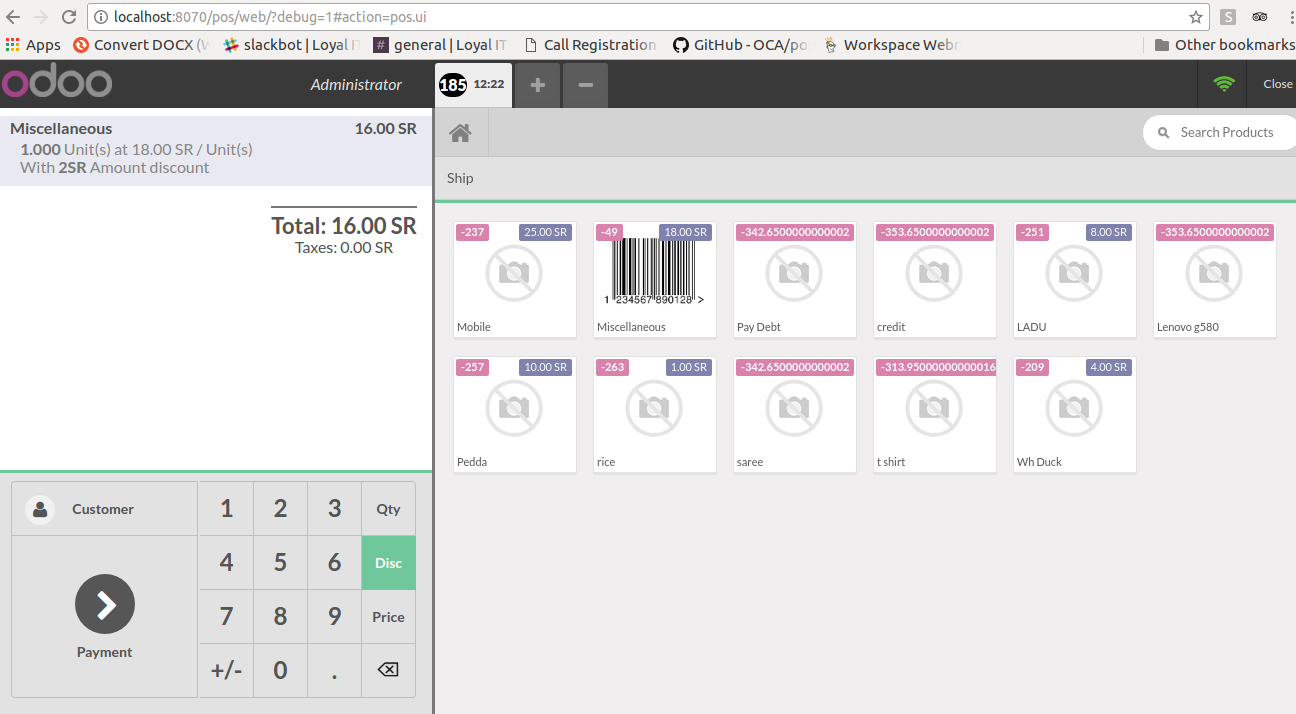 localhost:8070/pos/web/?debug=1#action=pos.ui
Apps Convert DOCX (W slackbot | Loyal IT general | Loyal IT Call Registration GitHub - OCA/po Workspace Webr Other bookmarks
odoo Administrator 185 12:22 + − Close
Search Products
Ship
Miscellaneous 16.00 SR
1.000 Unit(s) at 18.00 SR / Unit(s)
With 2SR Amount discount
Total: 16.00 SR
Taxes: 0.00 SR
-237 25.00 SR
Mobile
-49 18.00 SR
1 234567 890128 >
Miscellaneous
-342.6500000000002
Pay Debt
-353.6500000000002
credit
-251 8.00 SR
LADU
-353.6500000000002
Lenovo g580
-257 10.00 SR
Pedda
-263 1.00 SR
rice
-342.6500000000002
saree
-313.95000000000016
t shirt
-209 4.00 SR
Wh Duck
Customer
1 2 3 Qty
4 5 6 Disc
7 8 9 Price
+/- 0 .
Payment